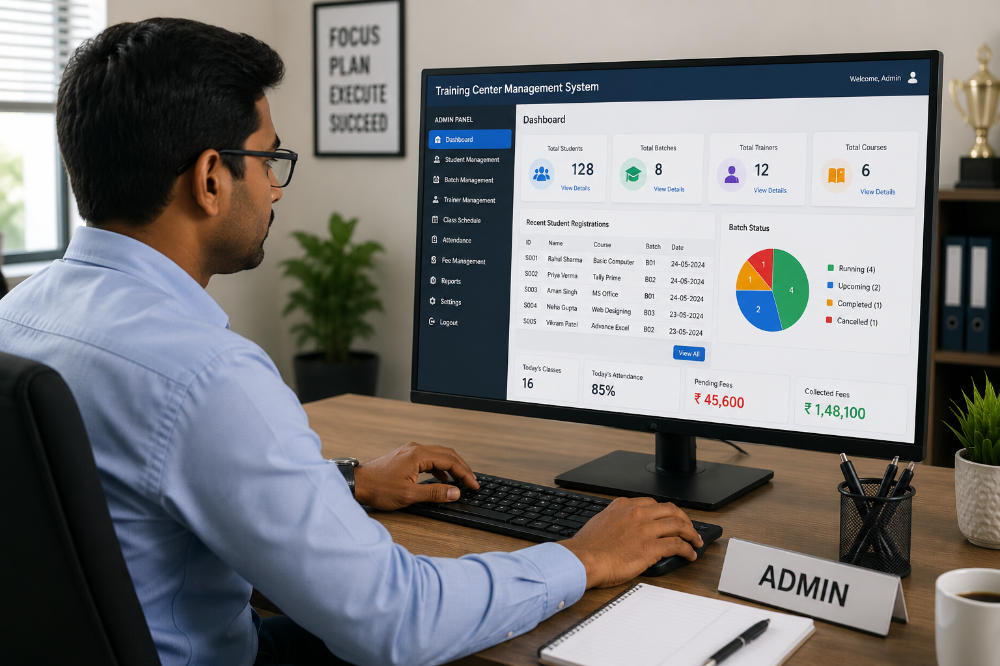 FOCUS
PLAN
EXECUTE
SUCCEED
Training Center Management System
Welcome, Admin
ADMIN PANEL
Dashboard
Student Management
Batch Management
Trainer Management
Class Schedule
Attendance
Fee Management
Reports
Settings
Logout
Dashboard
Total Students
128
View Details
Total Batches
8
View Details
Total Trainers
12
View Details
Total Courses
6
View Details
Recent Student Registrations
ID Name Course Batch Date
S001 Rahul Sharma Basic Computer B01 24-05-2024
S002 Priya Verma Tally Prime B02 24-05-2024
S003 Aman Singh MS Office B01 24-05-2024
S004 Neha Gupta Web Designing B03 23-05-2024
S005 Vikram Patel Advance Excel B02 23-05-2024
View All
Batch Status
1
1
4
2
Running (4)
Upcoming (2)
Completed (1)
Cancelled (1)
Today's Classes
16
Today's Attendance
85%
Pending Fees
₹ 45,600
Collected Fees
₹ 1,48,100
ADMIN